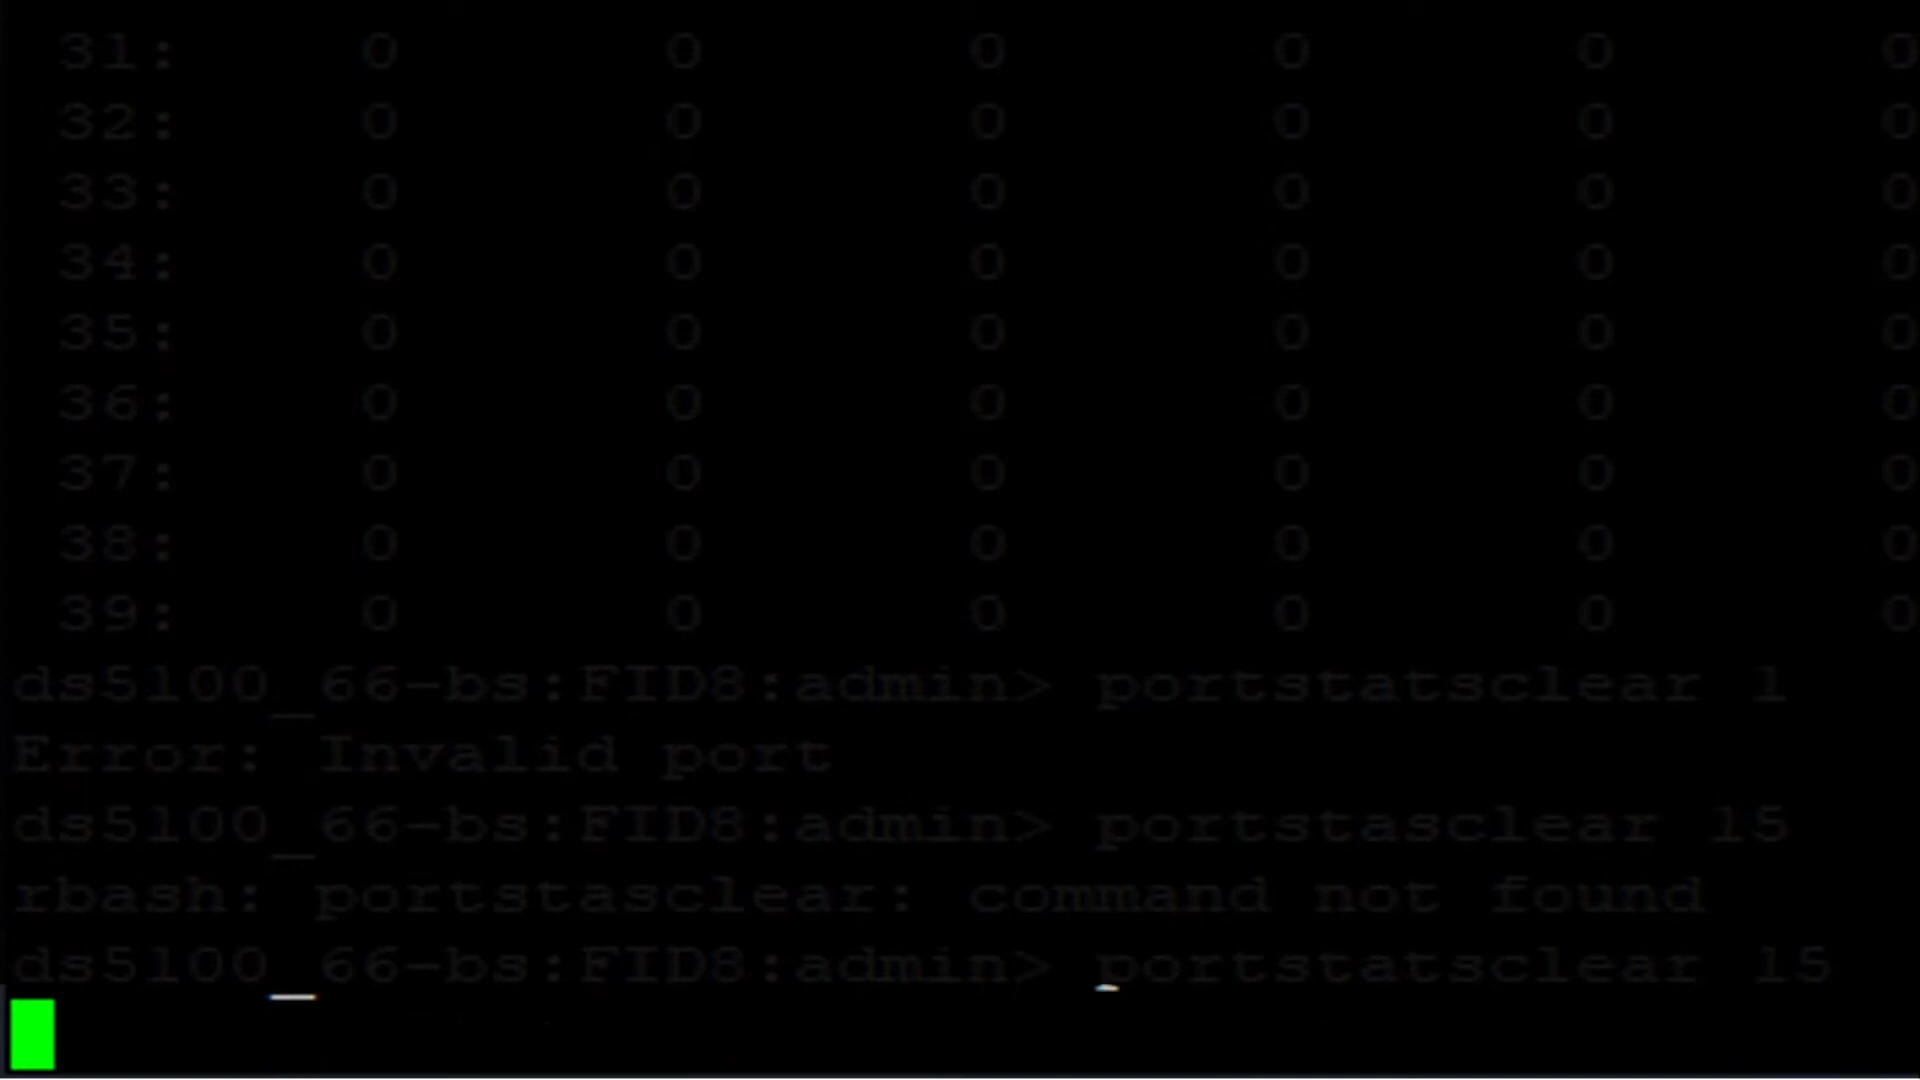 31: 0 0 0 0 0 0
32: 0 0 0 0 0 0
33: 0 0 0 0 0 0
34: 0 0 0 0 0 0
35: 0 0 0 0 0 0
36: 0 0 0 0 0 0
37: 0 0 0 0 0 0
38: 0 0 0 0 0 0
39: 0 0 0 0 0 0
ds5100_66-bs:FID8:admin> portstatsclear 1
Error: Invalid port
ds5100_66-bs:FID8:admin> portstasclear 15
rbash: portstasclear: command not found
ds5100_66-bs:FID8:admin> portstatsclear 15